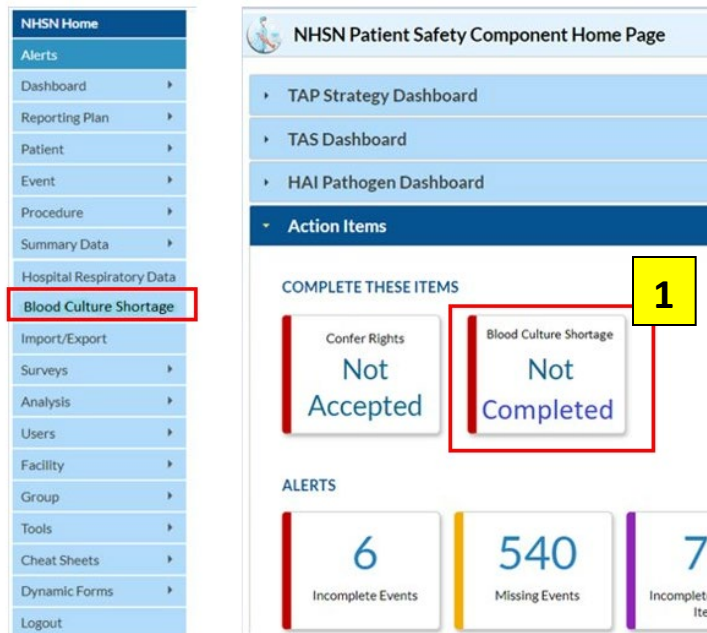 NHSN Home
Alerts
Dashboard
Reporting Plan
Patient
Event
Procedure
Summary Data
Hospital Respiratory Data
Blood Culture Shortage
Import/Export
Surveys
Analysis
Users
Facility
Group
Tools
Cheat Sheets
Dynamic Forms
Logout
NHSN Patient Safety Component Home Page
TAP Strategy Dashboard
TAS Dashboard
HAI Pathogen Dashboard
Action Items
COMPLETE THESE ITEMS
1
Confer Rights
Not
Accepted
Blood Culture Shortage
Not
Completed
ALERTS
6
Incomplete Events
540
Missing Events
7